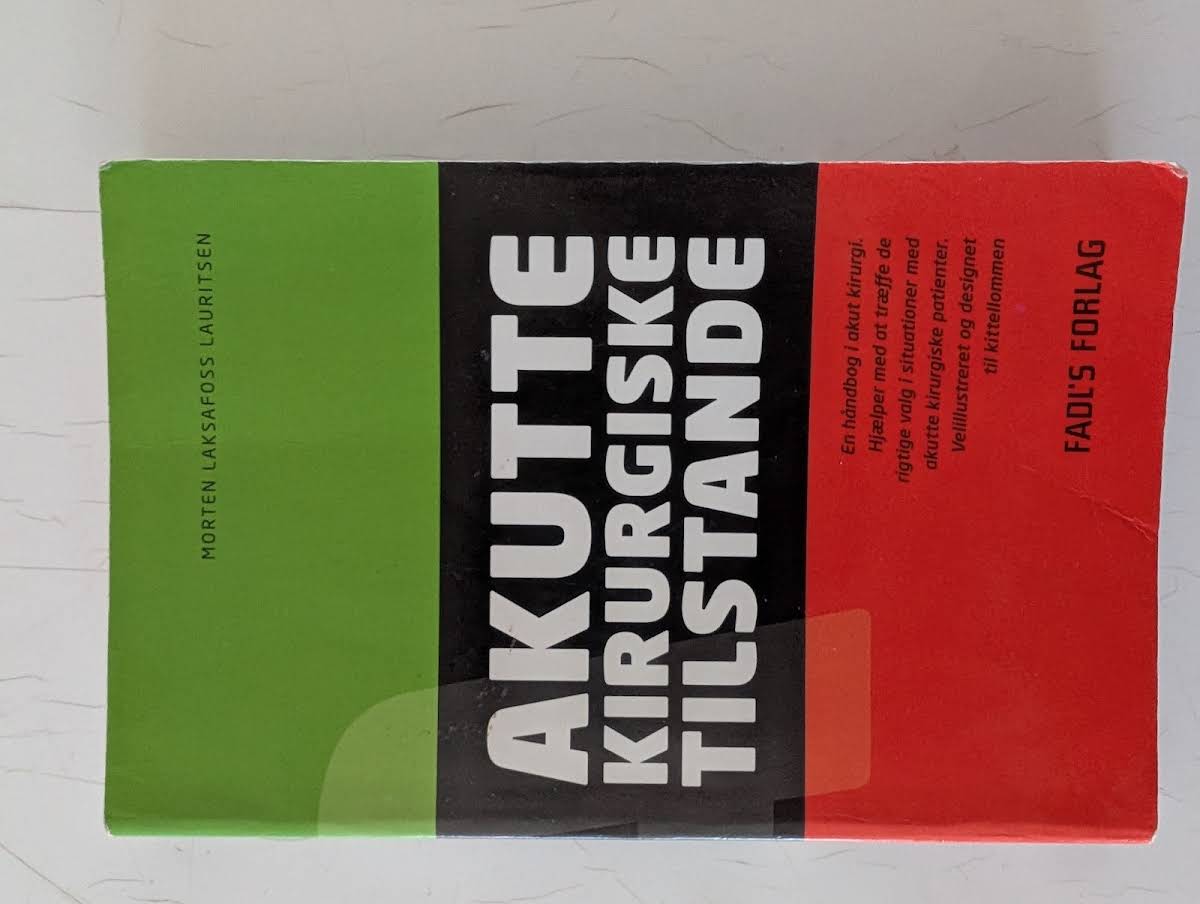 MORTEN LAKSAFOSS LAURITSEN
AKUTTE
KIRURGISKE
TILSTANDE
En håndbog i akut kirurgi.
Hjælper med at træffe de
rigtige valg i situationer med
akutte kirurgiske patienter.
Velillustreret og designet
til kittellommen
FADL'S FORLAG